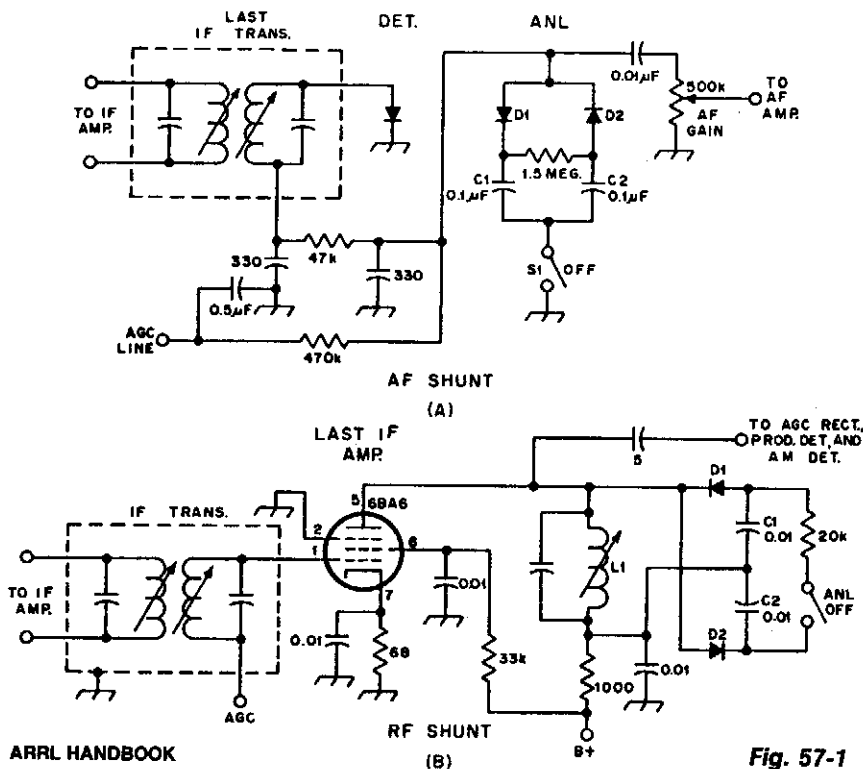 LAST
IF TRANS.
DET.
ANL
TO IF
AMP.
0.01µF
500k
AF
GAIN
TO
AF
AMP.
D1
D2
1.5 MEG.
C1
0.1µF
C2
0.1µF
330
47k
330
S1
OFF
0.5µF
AGC
LINE
470k
AF SHUNT
(A)
LAST IF
AMP.
TO AGC RECT.,
PROD. DET, AND
AM DET.
5
IF TRANS.
5
6BA6
2
1
6
7
D1
C1
0.01
20k
L1
TO IF
AMP.
0.01
C2
0.01
ANL
OFF
0.01
68
33k
D2
0.01
1000
AGC
RF SHUNT
(B)
B+
ARRL HANDBOOK
Fig. 57-1